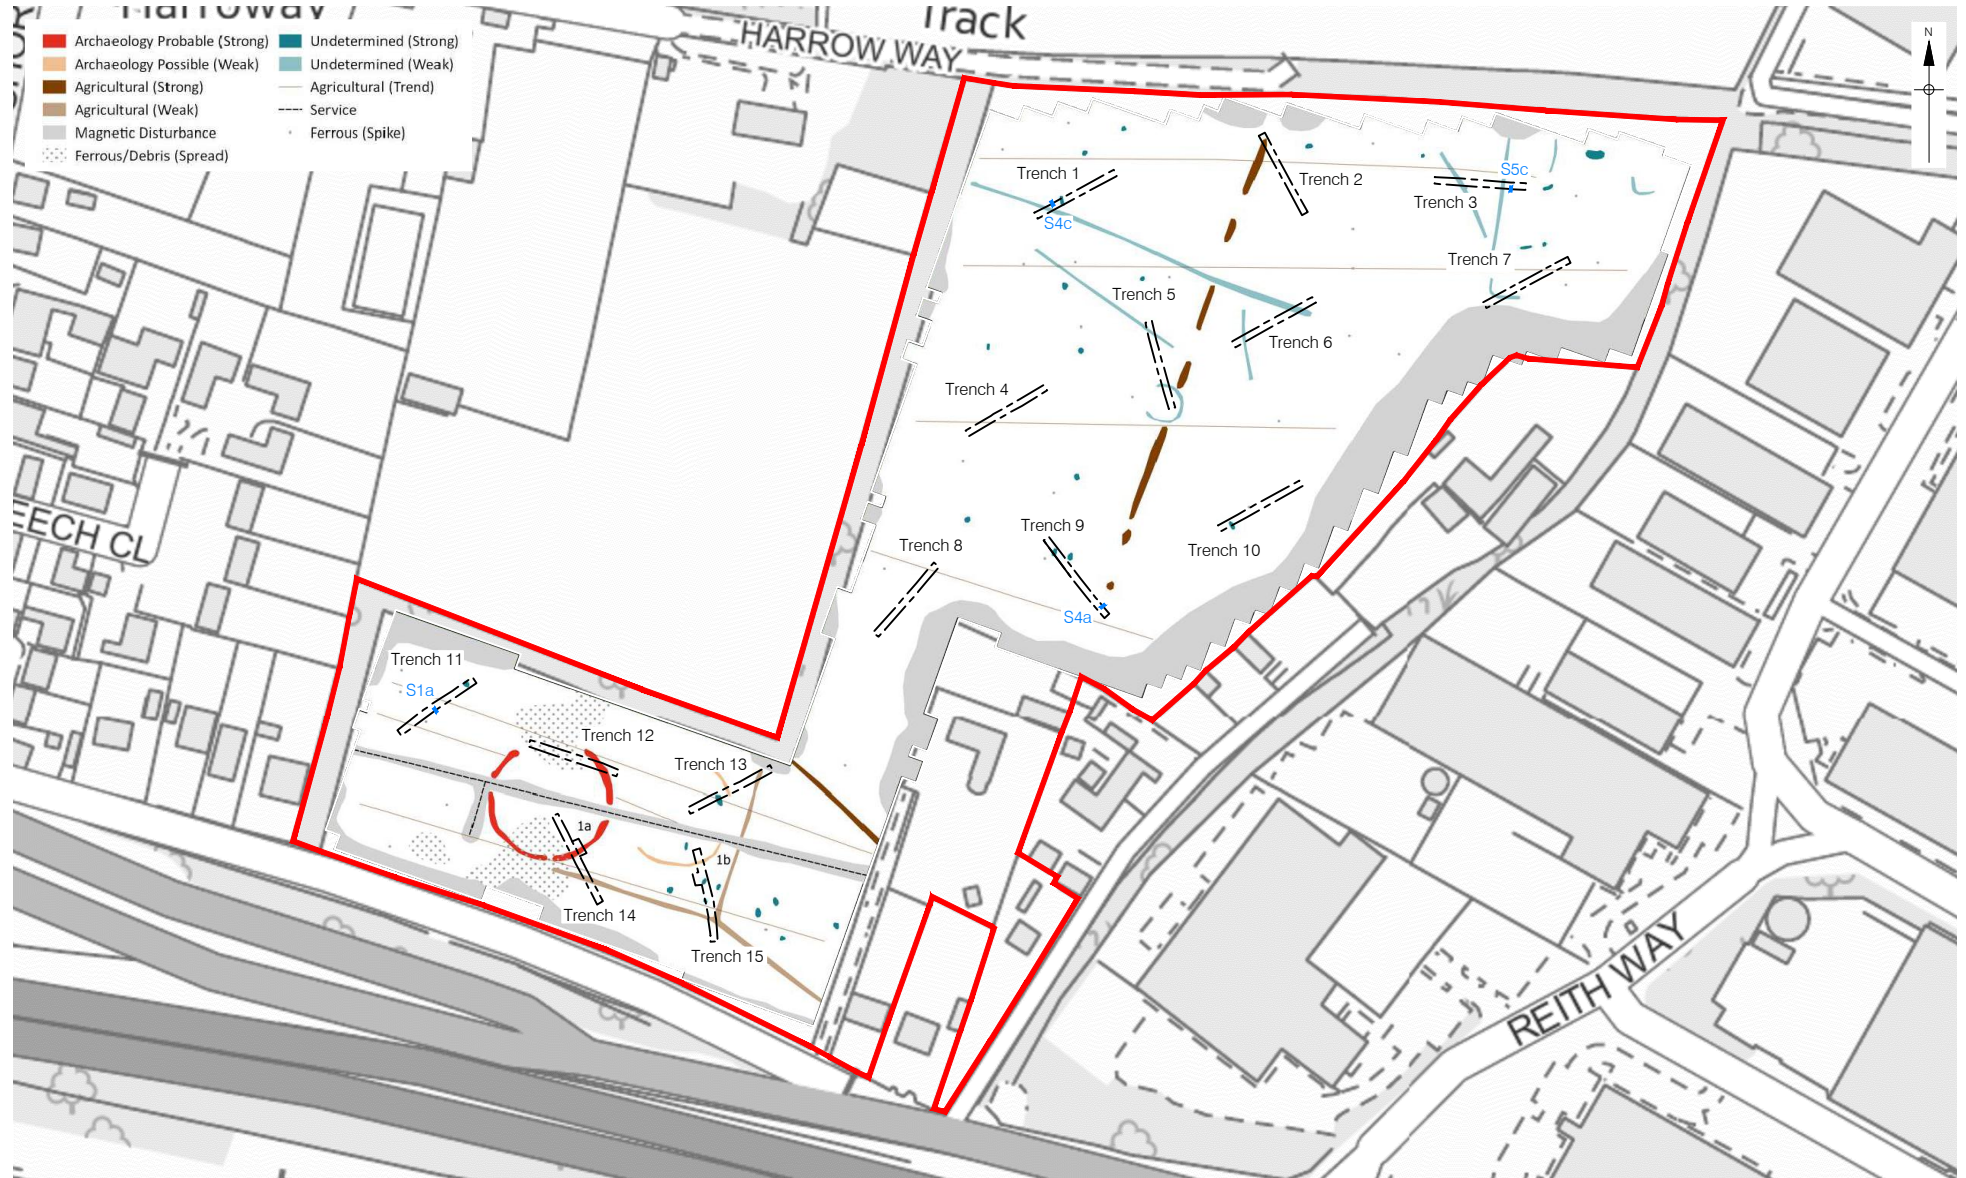 Harroway
Track
HARROW WAY
N
Archaeology Probable (Strong)
Archaeology Possible (Weak)
Agricultural (Strong)
Agricultural (Weak)
Magnetic Disturbance
Ferrous/Debris (Spread)
Undetermined (Strong)
Undetermined (Weak)
Agricultural (Trend)
Service
Ferrous (Spike)
Trench 1
S4c
Trench 2
S5c
Trench 3
Trench 7
Trench 5
Trench 6
Trench 4
Trench 9
Trench 10
Trench 8
S4a
EECH CL
Trench 11
S1a
Trench 12
Trench 13
1a
1b
Trench 14
Trench 15
REITH WAY